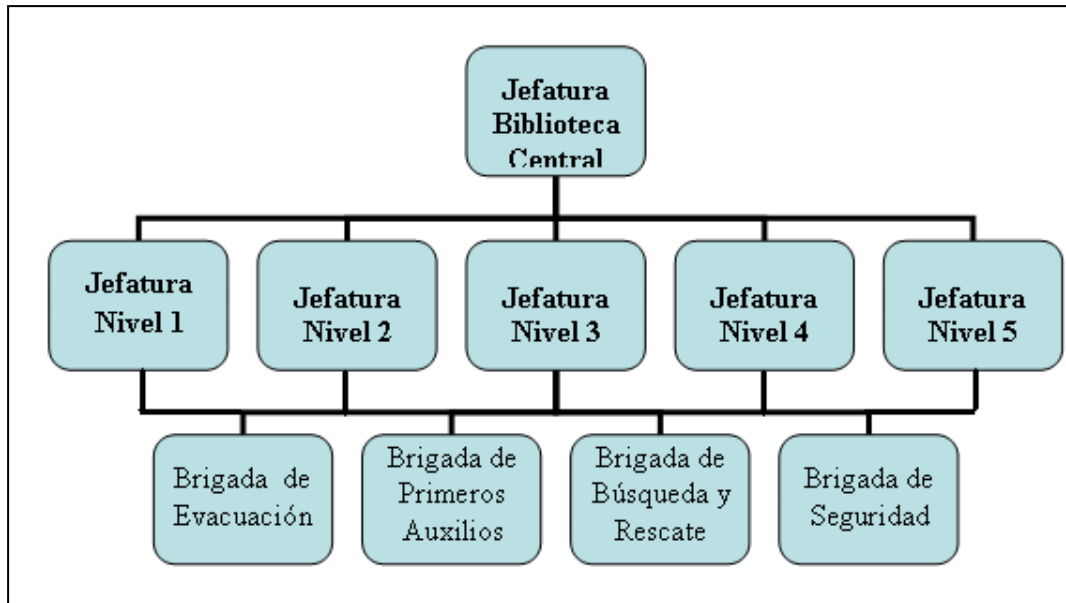 Jefatura
Biblioteca
Central
Jefatura
Nivel 1
Jefatura
Nivel 2
Jefatura
Nivel 3
Jefatura
Nivel 4
Jefatura
Nivel 5
Brigada de
Evacuación
Brigada de
Primeros
Auxilios
Brigada de
Búsqueda y
Rescate
Brigada de
Seguridad